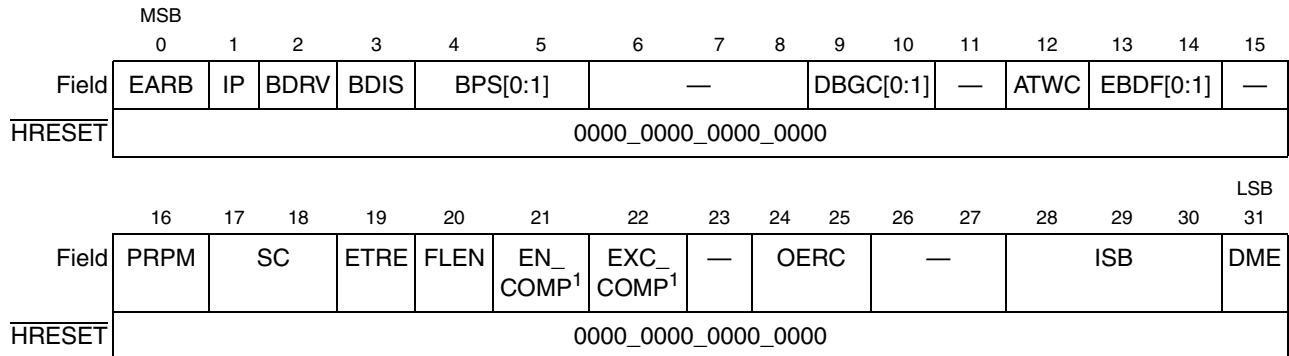 MSB
0 1 2 3 4 5 6 7 8 9 10 11 12 13 14 15
Field EARB IP BDRV BDIS BPS[0:1] — DBGC[0:1] — ATWC EBDF[0:1] —
HRESET 0000_0000_0000_0000
LSB
16 17 18 19 20 21 22 23 24 25 26 27 28 29 30 31
Field PRPM SC ETRE FLEN EN_ EXC_ — OERC — ISB DME
COMP1 COMP1
HRESET 0000_0000_0000_0000